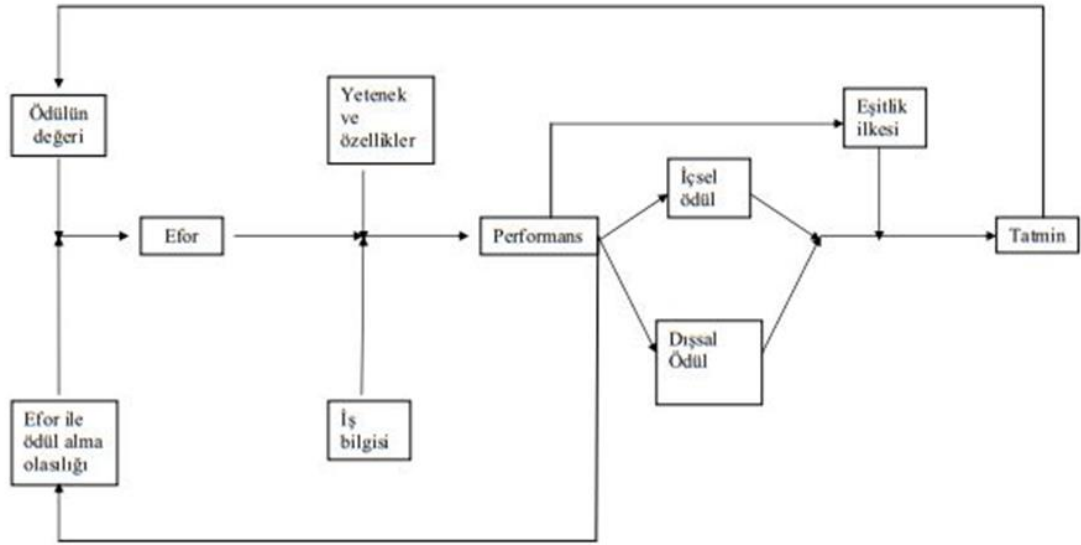 Ödülün
değeri
Yetenek
ve
özellikler
Eşitlik
ilkesi
İçsel
ödül
Efor
Performans
Tatmin
Dışsal
Ödül
Efor ile
ödül alma
olasılığı
İş
bilgisi